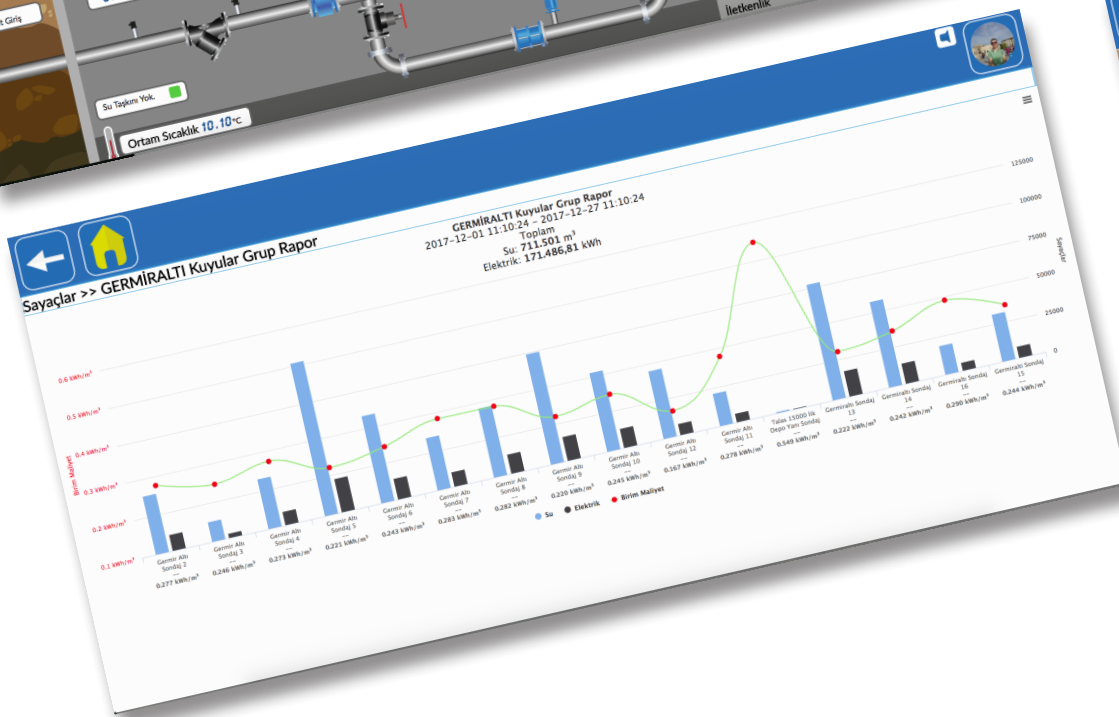 t Giriş
İletkenlik
Su Taşkını Yok.
Ortam Sıcaklık 10.10°C
Sayaçlar >> GERMİRALTI Kuyular Grup Rapor
GERMİRALTI Kuyular Grup Rapor
2017-12-01 11:10:24 - 2017-12-27 11:10:24
Toplam
Su: 711.501 m³
Elektrik: 171.486,81 kWh
0.6 kWh/m³
0.5 kWh/m³
0.4 kWh/m³
0.3 kWh/m³
0.2 kWh/m³
0.1 kWh/m³
Birim Maliyet
125000
100000
75000
50000
25000
0
Sayaçlar
Germir Altı
Sondaj 2
---
0.277 kWh/m³
Germir Altı
Sondaj 3
---
0.246 kWh/m³
Germir Altı
Sondaj 4
---
0.273 kWh/m³
Germir Altı
Sondaj 5
---
0.221 kWh/m³
Germir Altı
Sondaj 6
---
0.243 kWh/m³
Germir Altı
Sondaj 7
---
0.283 kWh/m³
Germir Altı
Sondaj 8
---
0.282 kWh/m³
Germir Altı
Sondaj 9
---
0.220 kWh/m³
Germir Altı
Sondaj 10
---
0.245 kWh/m³
Germir Altı
Sondaj 12
---
0.167 kWh/m³
Germir Altı
Sondaj 11
---
0.278 kWh/m³
Talas 15000 lik
Depo Yanı Sondaj
---
0.549 kWh/m³
Germiraltı Sondaj
13
---
0.222 kWh/m³
Germiraltı Sondaj
14
---
0.242 kWh/m³
Germiraltı Sondaj
16
---
0.290 kWh/m³
Germiraltı Sondaj
15
---
0.244 kWh/m³
Su
Elektrik
Birim Maliyet